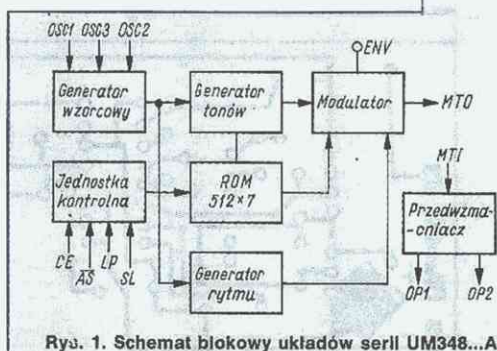 OSC1 OSC3 OSC2
ENV
Generator
wzorcowy
Generator
tonów
Modulator
MTO
Jednostka
kontrolna
ROM
512×7
MTI
Przedwzma-
-cniacz
CE AS LP SL
Generator
rytmu
OP1 OP2
Rys. 1. Schemat blokowy układów serii UM348...A